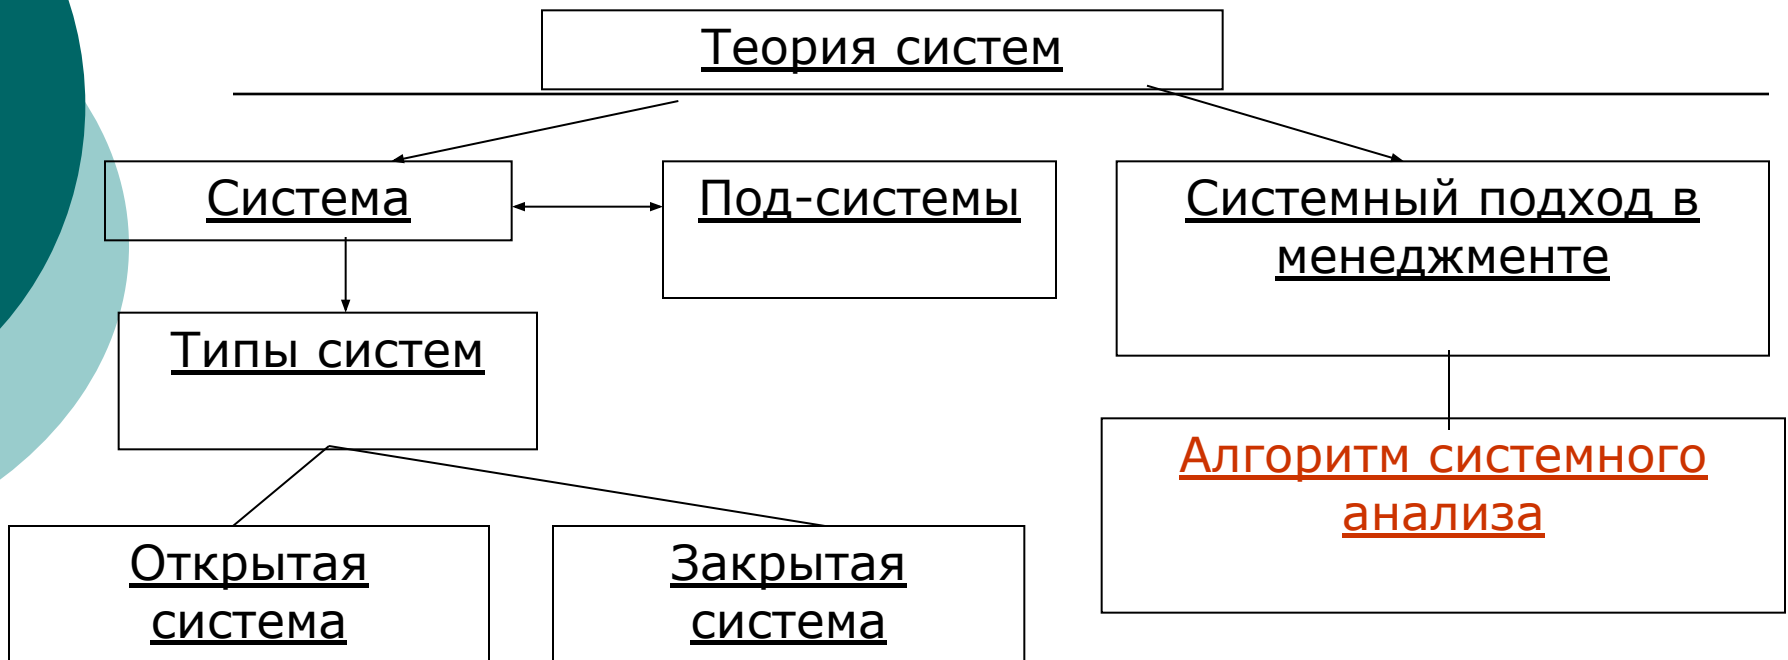 Теория систем
Система
Под-системы
Системный подход в
менеджменте
Типы систем
Алгоритм системного
анализа
Открытая
система
Закрытая
система